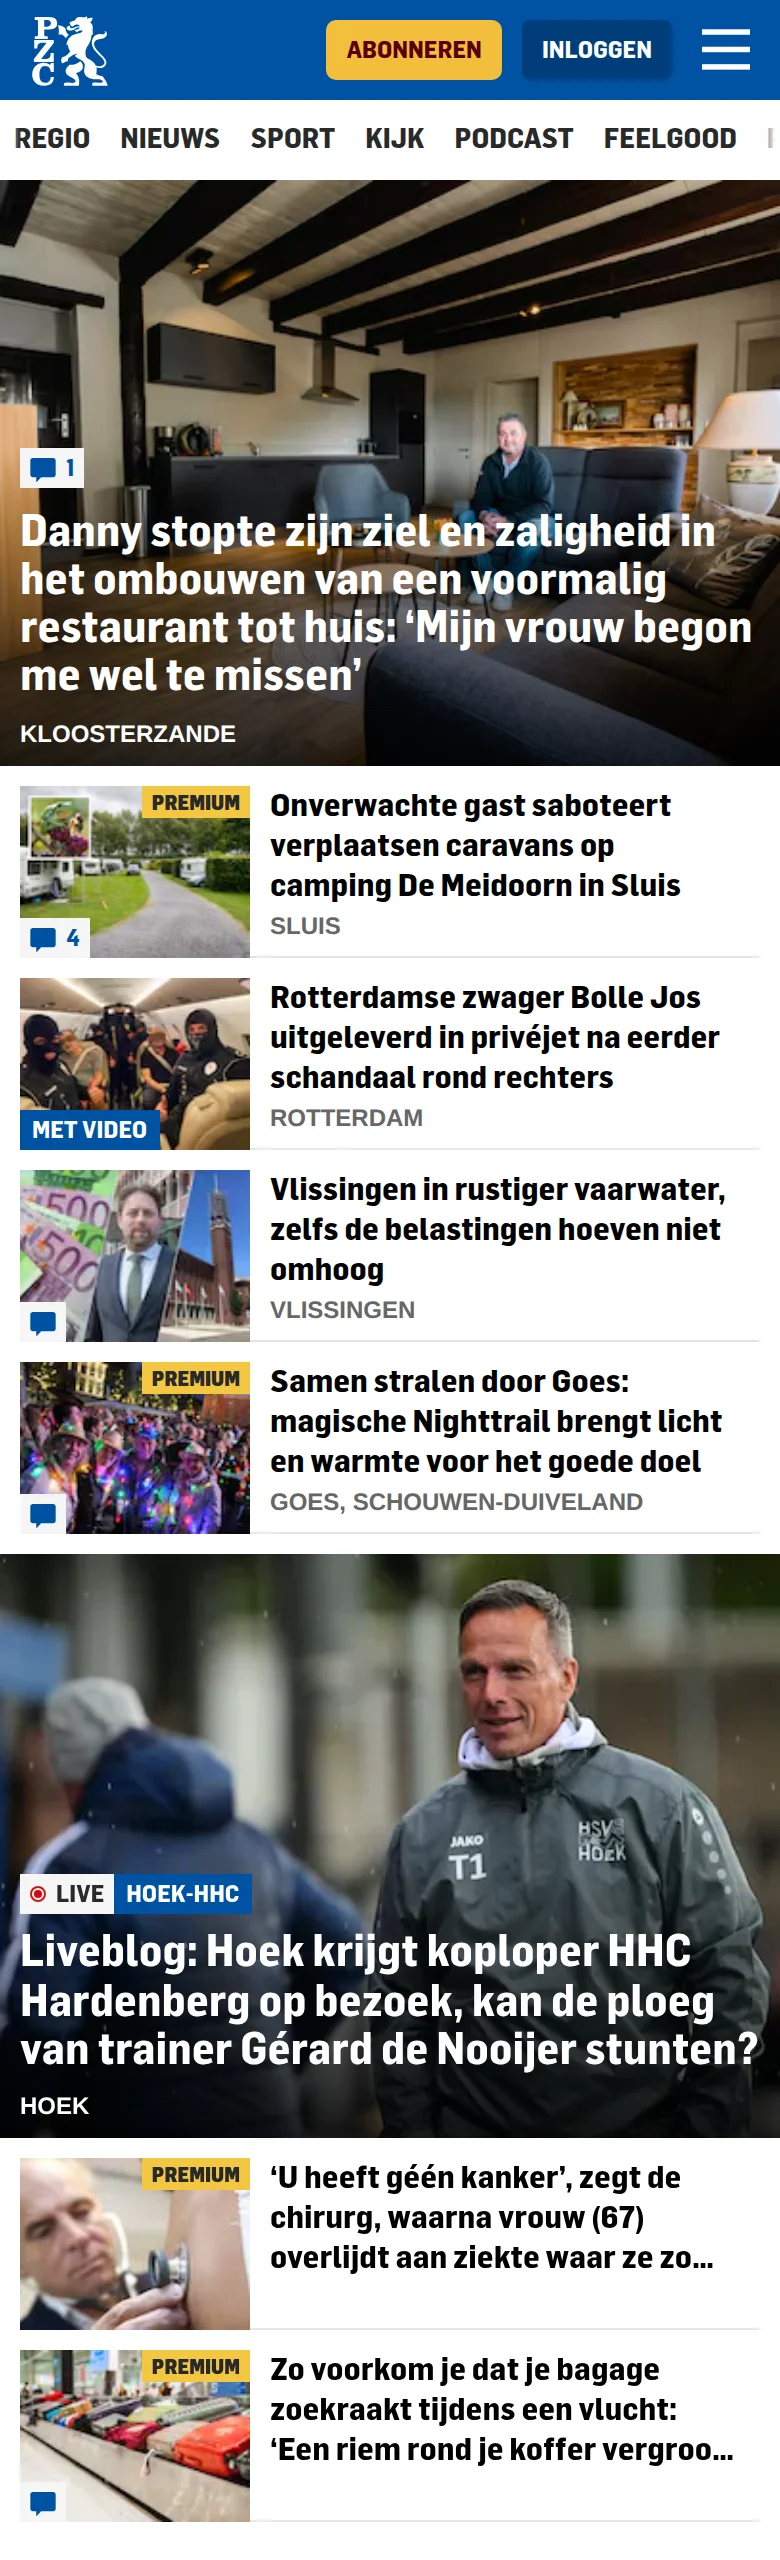 PZC
ABONNEREN
INLOGGEN
REGIO NIEUWS SPORT KIJK PODCAST FEELGOOD
1
Danny stopte zijn ziel en zaligheid in
het ombouwen van een voormalig
restaurant tot huis: ‘Mijn vrouw begon
me wel te missen’
KLOOSTERZANDE
PREMIUM
4
Onverwachte gast saboteert
verplaatsen caravans op
camping De Meidoorn in Sluis
SLUIS
MET VIDEO
Rotterdamse zwager Bolle Jos
uitgeleverd in privéjet na eerder
schandaal rond rechters
ROTTERDAM
500
500
Vlissingen in rustiger vaarwater,
zelfs de belastingen hoeven niet
omhoog
VLISSINGEN
PREMIUM
Samen stralen door Goes:
magische Nighttrail brengt licht
en warmte voor het goede doel
GOES, SCHOUWEN-DUIVELAND
JAKO
T1
HSV
HOEK
LIVE HOEK-HHC
Liveblog: Hoek krijgt koploper HHC
Hardenberg op bezoek, kan de ploeg
van trainer Gérard de Nooijer stunten?
HOEK
PREMIUM
‘U heeft géén kanker’, zegt de
chirurg, waarna vrouw (67)
overlijdt aan ziekte waar ze zo...
PREMIUM
Zo voorkom je dat je bagage
zoekraakt tijdens een vlucht:
‘Een riem rond je koffer vergroo...